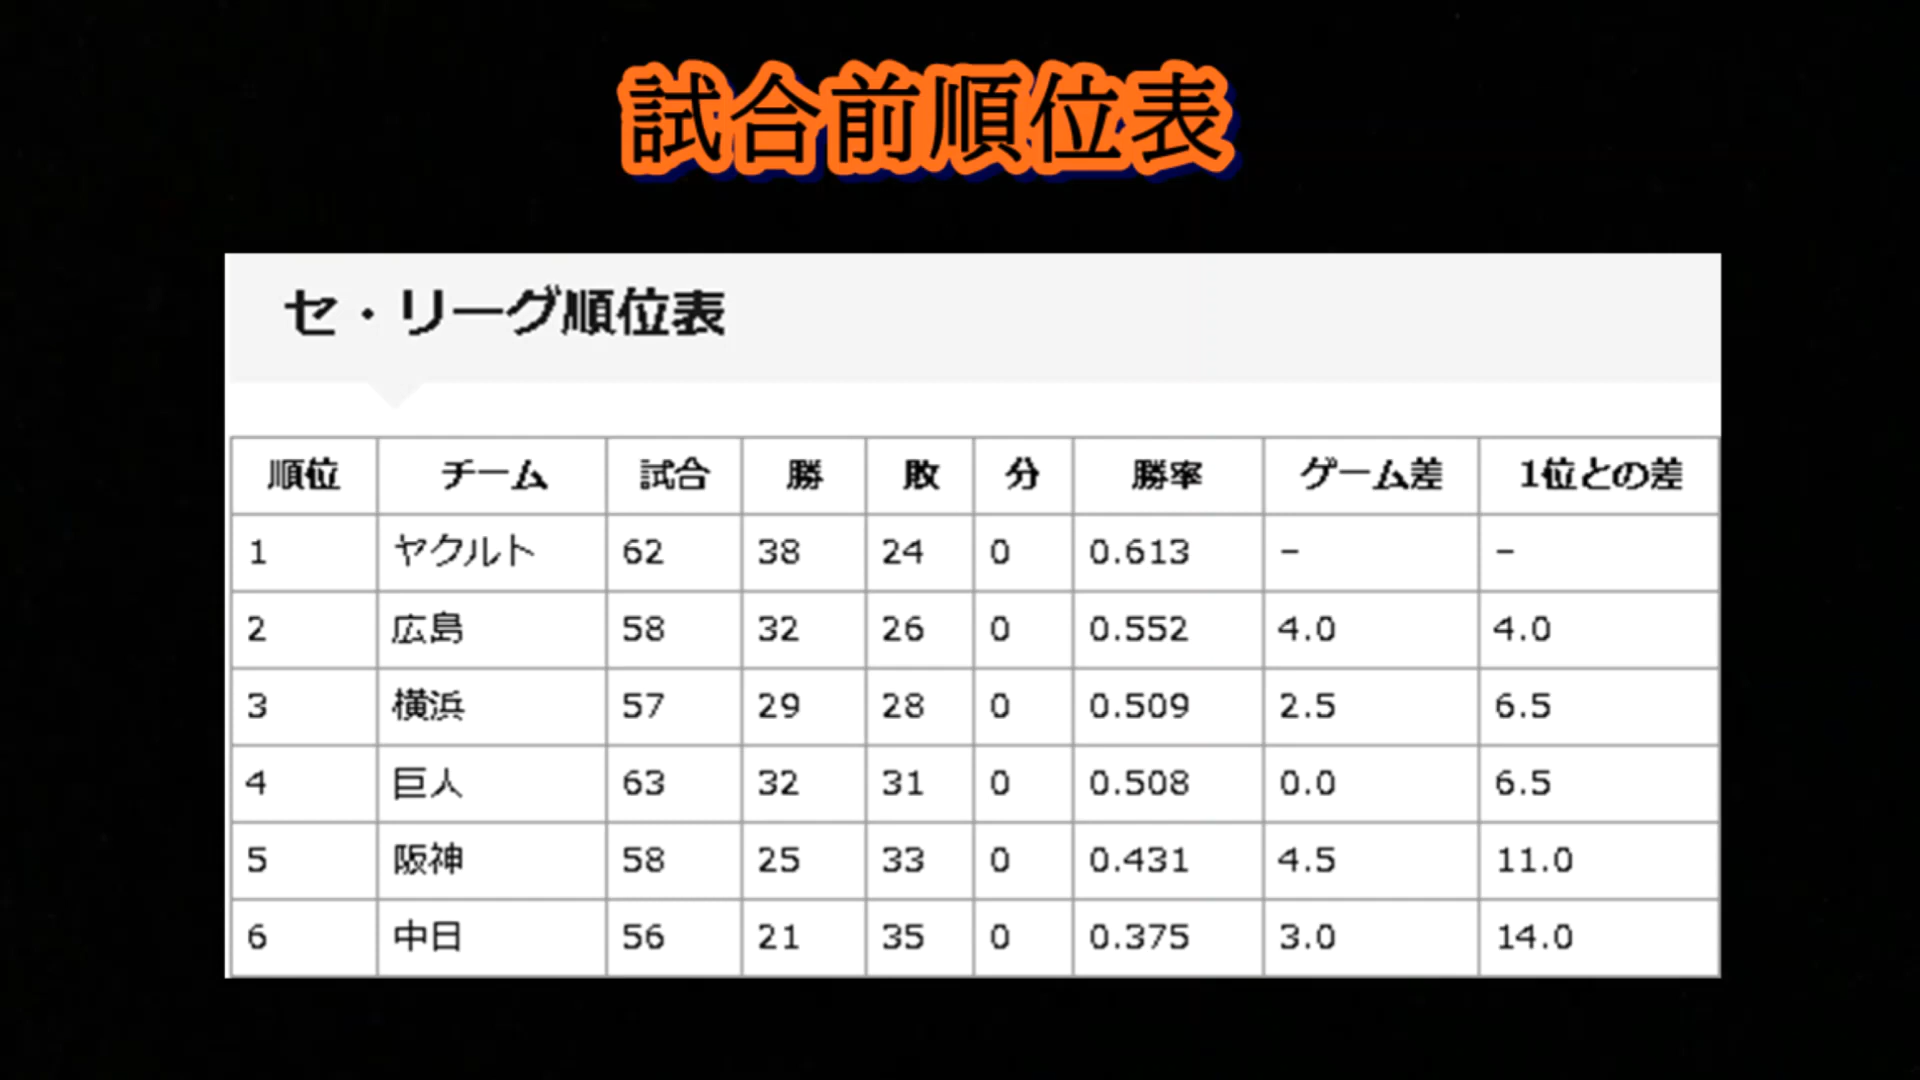 試合前順位表
セ・リーグ順位表
順位 チーム 試合 勝 敗 分 勝率 ゲーム差 1位との差
1 ヤクルト 62 38 24 0 0.613 – –
2 広島 58 32 26 0 0.552 4.0 4.0
3 横浜 57 29 28 0 0.509 2.5 6.5
4 巨人 63 32 31 0 0.508 0.0 6.5
5 阪神 58 25 33 0 0.431 4.5 11.0
6 中日 56 21 35 0 0.375 3.0 14.0